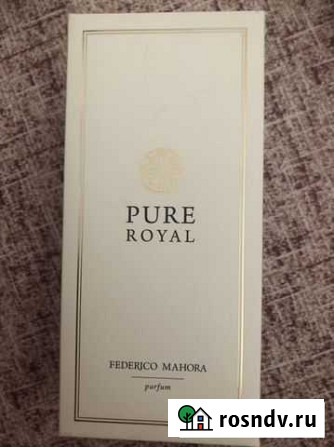 PURE
ROYAL
FEDERICO MAHORA
parfum
rosndv.ru